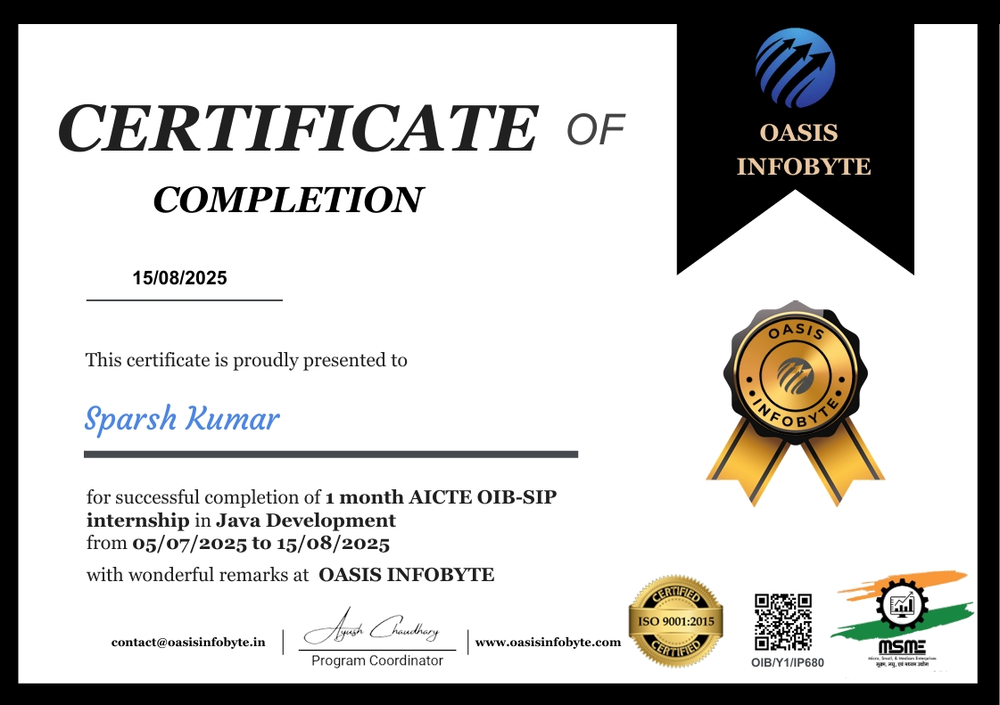 CERTIFICATE OF
COMPLETION
OASIS
INFOBYTE
15/08/2025
This certificate is proudly presented to
Sparsh Kumar
for successful completion of 1 month AICTE OIB-SIP
internship in Java Development
from 05/07/2025 to 15/08/2025
with wonderful remarks at OASIS INFOBYTE
OASIS
INFOBYTE
contact@oasisinfobyte.in
Ayush Chaudhary
Program Coordinator
www.oasisinfobyte.com
CERTIFIED
ISO 9001:2015
CERTIFIED
OIB/Y1/IP680
MSME
Micro, Small, & Medium Enterprises
सूक्ष्म, लघु, एवं मध्यम उद्योग